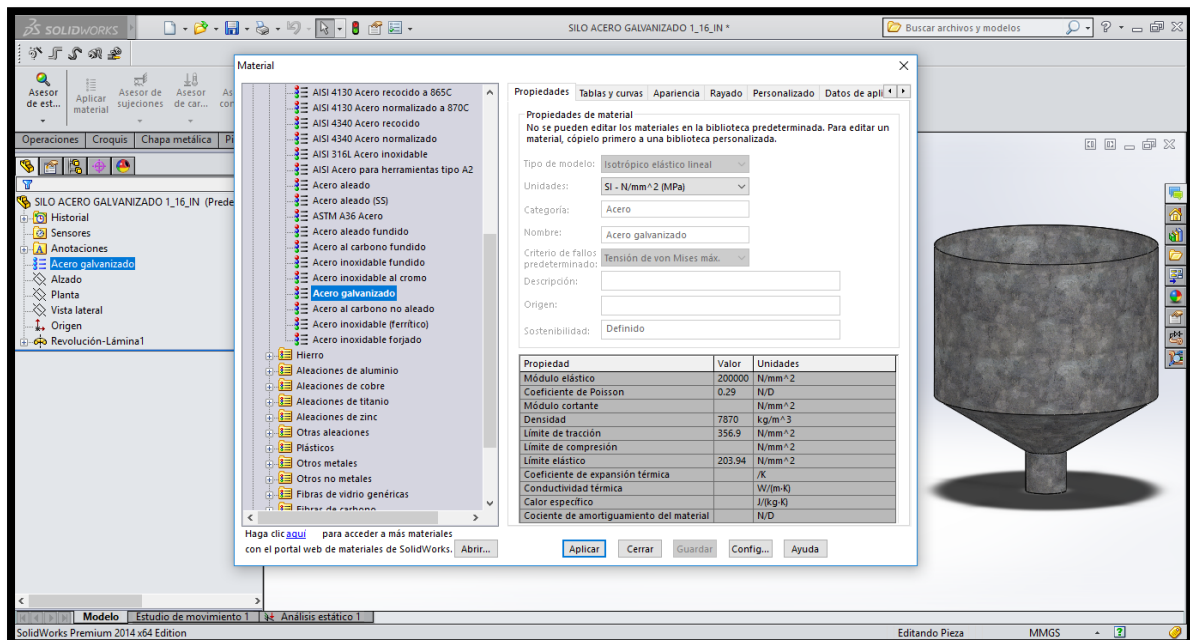 SOLIDWORKS
SILO ACERO GALVANIZADO 1_16_IN *
Buscar archivos y modelos
Asesor de est...
Aplicar material
Asesor de sujeciones
Asesor de car...
Operaciones Croquis Chapa metálica
SILO ACERO GALVANIZADO 1_16_IN (Prede
Historial
Sensores
Anotaciones
Acero galvanizado
Alzado
Planta
Vista lateral
Origen
Revolución-Lámina1
Material
AISI 4130 Acero recocido a 865C
AISI 4130 Acero normalizado a 870C
AISI 4340 Acero recocido
AISI 4340 Acero normalizado
AISI 316L Acero inoxidable
AISI Acero para herramientas tipo A2
Acero aleado
Acero aleado (SS)
ASTM A36 Acero
Acero aleado fundido
Acero al carbono fundido
Acero inoxidable fundido
Acero inoxidable al cromo
Acero galvanizado
Acero al carbono no aleado
Acero inoxidable (ferrítico)
Acero inoxidable forjado
Hierro
Aleaciones de aluminio
Aleaciones de cobre
Aleaciones de titanio
Aleaciones de zinc
Otras aleaciones
Plásticos
Otros metales
Otros no metales
Fibras de vidrio genéricas
Fibras de carbono
Haga clic aquí para acceder a más materiales
con el portal web de materiales de SolidWorks. Abrir...
Propiedades Tablas y curvas Apariencia Rayado Personalizado Datos de apli
Propiedades de material
No se pueden editar los materiales en la biblioteca predeterminada. Para editar un
material, cópielo primero a una biblioteca personalizada.
Tipo de modelo: Isotrópico elástico lineal
Unidades: SI - N/mm^2 (MPa)
Categoría: Acero
Nombre: Acero galvanizado
Criterio de fallos predeterminado: Tensión de von Mises máx.
Descripción:
Origen:
Sostenibilidad: Definido
Propiedad Valor Unidades
Módulo elástico 200000 N/mm^2
Coeficiente de Poisson 0.29 N/D
Módulo cortante N/mm^2
Densidad 7870 kg/m^3
Límite de tracción 356.9 N/mm^2
Límite de compresión N/mm^2
Límite elástico 203.94 N/mm^2
Coeficiente de expansión térmica /K
Conductividad térmica W/(m·K)
Calor específico J/(kg·K)
Cociente de amortiguamiento del material N/D
Aplicar Cerrar Guardar Config... Ayuda
Modelo Estudio de movimiento 1 Análisis estático 1
SolidWorks Premium 2014 x64 Edition
Editando Pieza MMGS